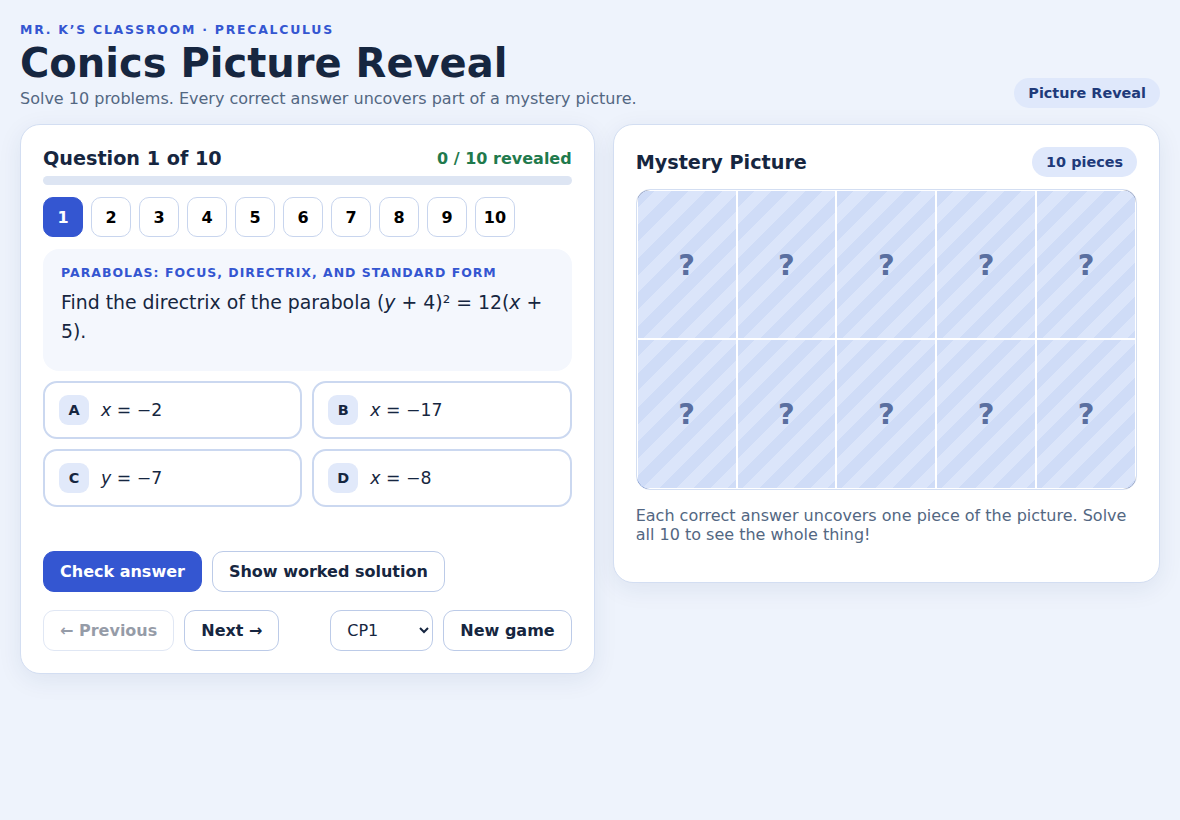 MR. K’S CLASSROOM · PRECALCULUS
Conics Picture Reveal
Solve 10 problems. Every correct answer uncovers part of a mystery picture.
Picture Reveal
Question 1 of 10
0 / 10 revealed
1 2 3 4 5 6 7 8 9 10
PARABOLAS: FOCUS, DIRECTRIX, AND STANDARD FORM
Find the directrix of the parabola (y + 4)² = 12(x +
5).
A x = −2
B x = −17
C y = −7
D x = −8
Check answer
Show worked solution
← Previous
Next →
CP1
New game
Mystery Picture
10 pieces
? ? ? ? ?
? ? ? ? ?
Each correct answer uncovers one piece of the picture. Solve
all 10 to see the whole thing!